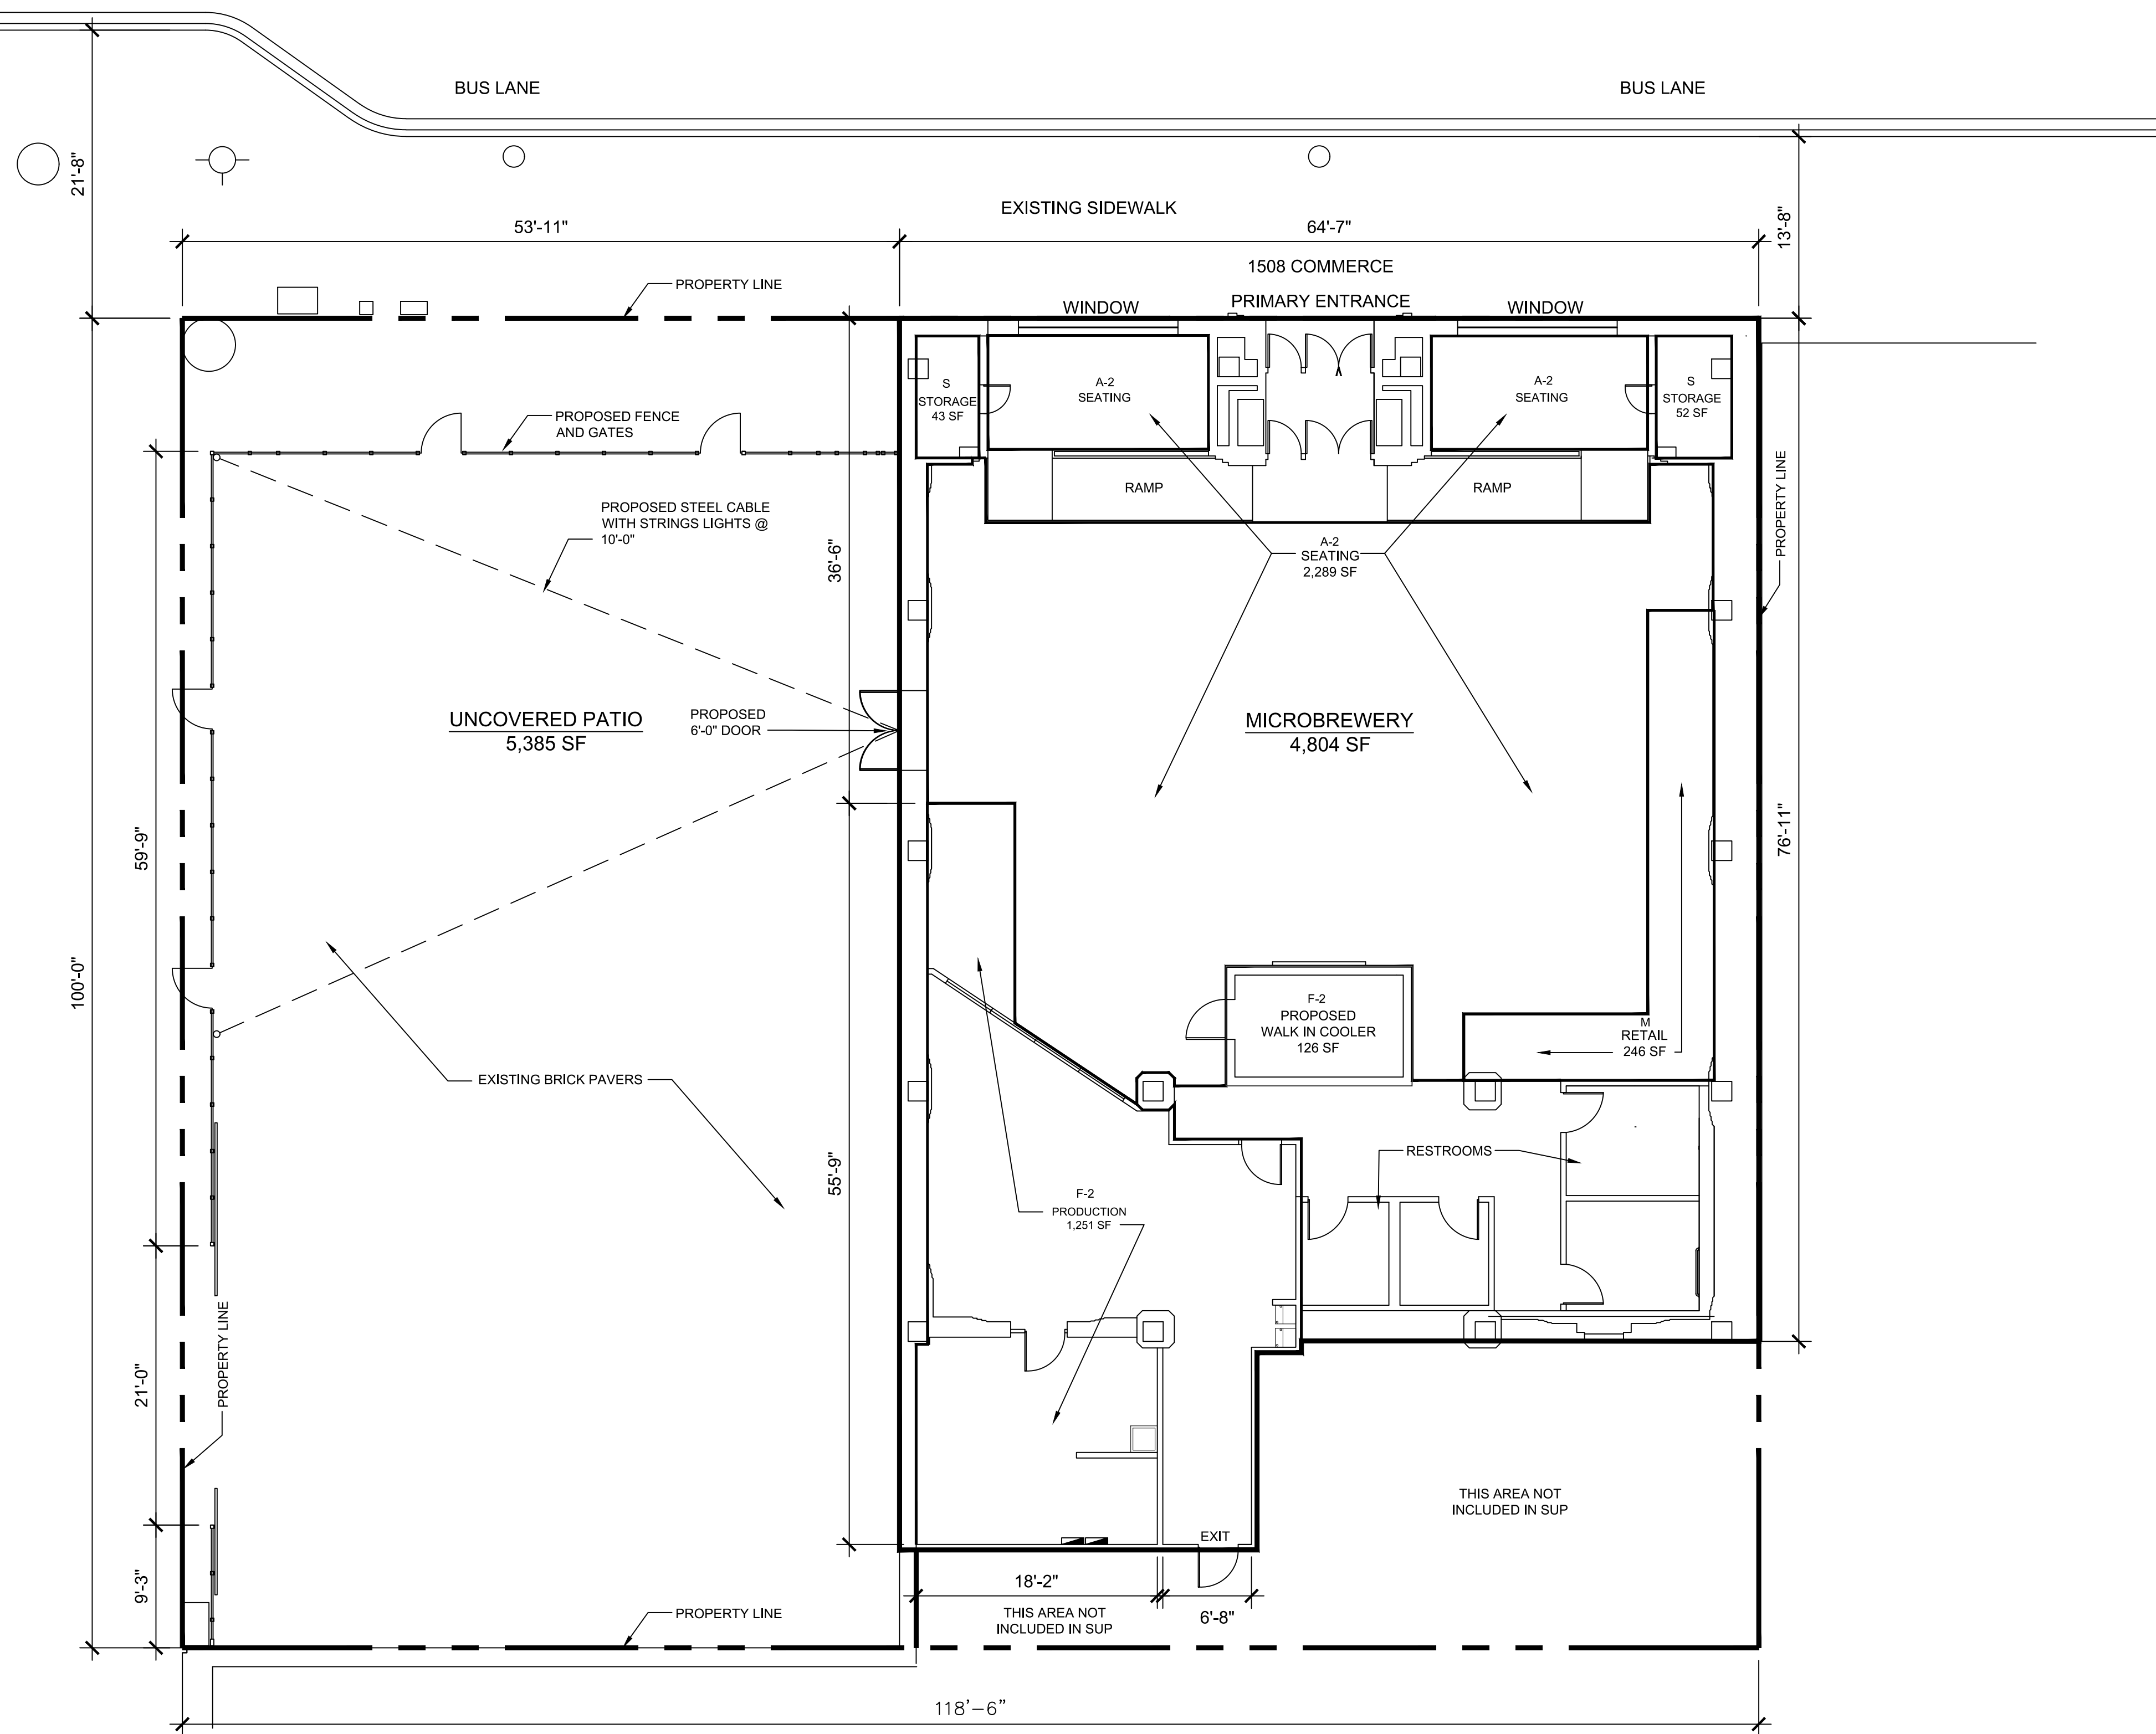 BUS LANE
BUS LANE
21'-8"
EXISTING SIDEWALK
53'-11"
64'-7"
13'-8"
1508 COMMERCE
PROPERTY LINE
WINDOW
PRIMARY ENTRANCE
WINDOW
S
STORAGE
43 SF
A-2
SEATING
A-2
SEATING
S
STORAGE
52 SF
PROPOSED FENCE
AND GATES
RAMP
RAMP
PROPERTY LINE
PROPOSED STEEL CABLE
WITH STRINGS LIGHTS @
10'-0"
36'-6"
A-2
SEATING
2,289 SF
UNCOVERED PATIO
5,385 SF
PROPOSED
6'-0" DOOR
MICROBREWERY
4,804 SF
59'-9"
76'-11"
100'-0"
F-2
PROPOSED
WALK IN COOLER
126 SF
M
RETAIL
246 SF
EXISTING BRICK PAVERS
55'-9"
RESTROOMS
F-2
PRODUCTION
1,251 SF
PROPERTY LINE
21'-0"
THIS AREA NOT
INCLUDED IN SUP
EXIT
9'-3"
18'-2"
6'-8"
PROPERTY LINE
THIS AREA NOT
INCLUDED IN SUP
118'-6"